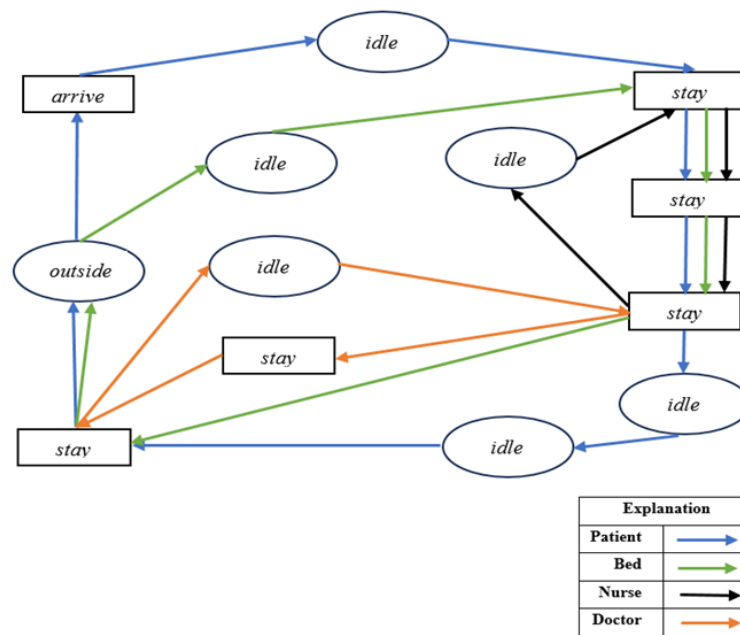 idle
arrive
stay
idle
idle
stay
outside
idle
stay
stay
idle
stay
idle
Explanation
Patient
Bed
Nurse
Doctor